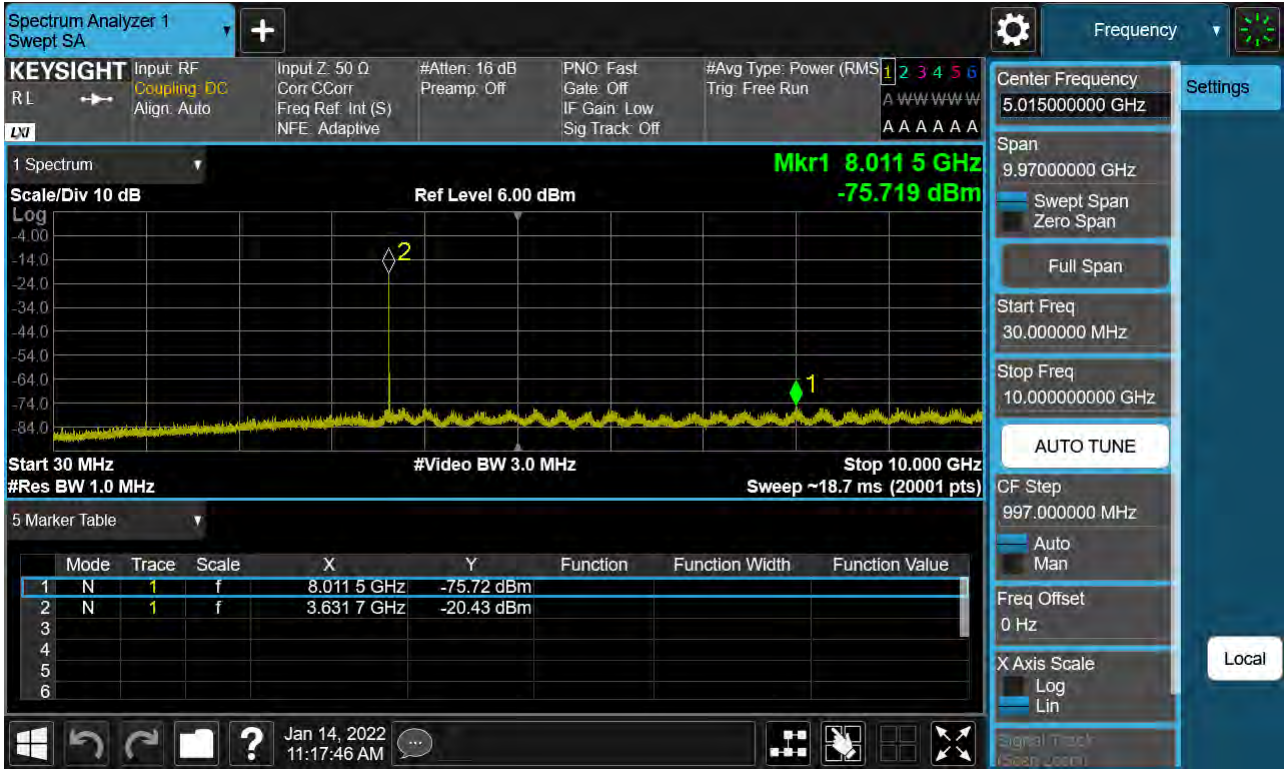 Spectrum Analyzer 1
Swept SA
+
Frequency
KEYSIGHT
RL
LXI
Input: RF
Coupling: DC
Align: Auto
Input Z: 50 Ω
Corr CCorr
Freq Ref: Int (S)
NFE: Adaptive
#Atten: 16 dB
Preamp: Off
PNO: Fast
Gate: Off
IF Gain: Low
Sig Track: Off
#Avg Type: Power (RMS
Trig: Free Run
1 2 3 4 5 6
A W W W W W
A A A A A A
1 Spectrum
Scale/Div 10 dB
Ref Level 6.00 dBm
Mkr1 8.011 5 GHz
-75.719 dBm
Log
-4.00
-14.0
-24.0
-34.0
-44.0
-54.0
-64.0
-74.0
-84.0
2
1
Start 30 MHz
#Video BW 3.0 MHz
Stop 10.000 GHz
#Res BW 1.0 MHz
Sweep ~18.7 ms (20001 pts)
5 Marker Table
Mode Trace Scale X Y Function Function Width Function Value
1 N 1 f 8.011 5 GHz -75.72 dBm
2 N 1 f 3.631 7 GHz -20.43 dBm
3
4
5
6
Jan 14, 2022
11:17:46 AM
Center Frequency
5.015000000 GHz
Span
9.97000000 GHz
Swept Span
Zero Span
Full Span
Start Freq
30.000000 MHz
Stop Freq
10.000000000 GHz
AUTO TUNE
CF Step
997.000000 MHz
Auto
Man
Freq Offset
0 Hz
X Axis Scale
Log
Lin
Signal Track
(Span Zoom)
Settings
Local